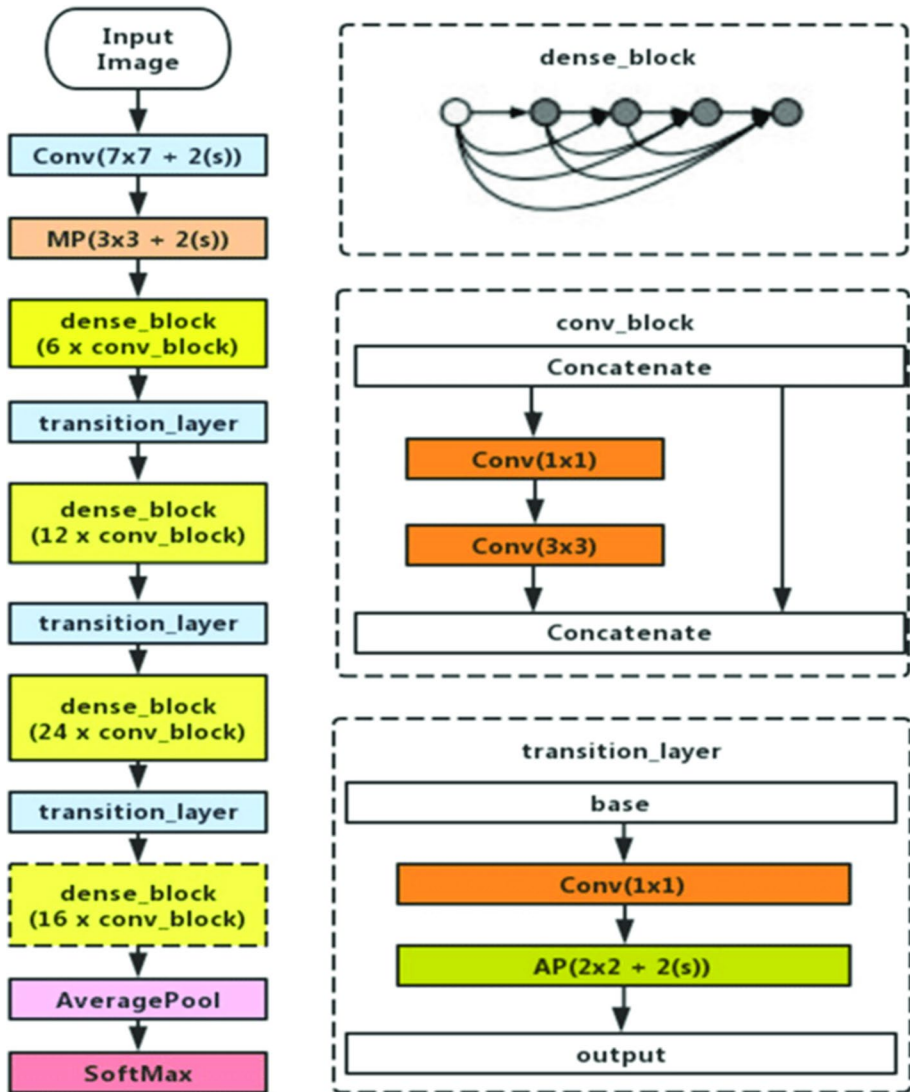 Input
Image
Conv(7x7 + 2(s))
MP(3x3 + 2(s))
dense_block
(6 x conv_block)
transition_layer
dense_block
(12 x conv_block)
transition_layer
dense_block
(24 x conv_block)
transition_layer
dense_block
(16 x conv_block)
AveragePool
SoftMax
dense_block
conv_block
Concatenate
Conv(1x1)
Conv(3x3)
Concatenate
transition_layer
base
Conv(1x1)
AP(2x2 + 2(s))
output